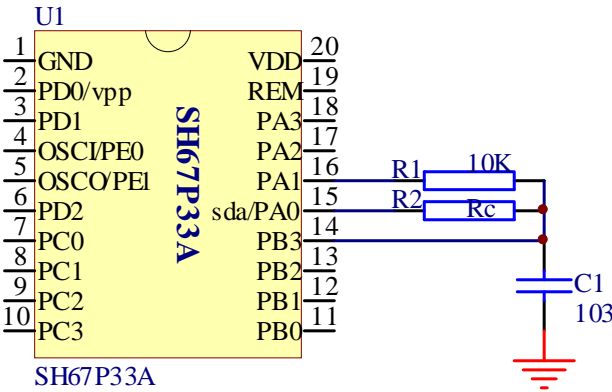 U1
1 GND VDD 20
2 PD0/vpp REM 19
3 PD1 PA3 18
4 OSCI/PE0 PA2 17
5 OSCO/PE1 PA1 16 R1 10K
6 PD2 sda/PA0 15 R2 Rc
7 PC0 PB3 14
8 PC1 PB2 13
9 PC2 PB1 12
10 PC3 PB0 11
SH67P33A
C1
103
SH67P33A